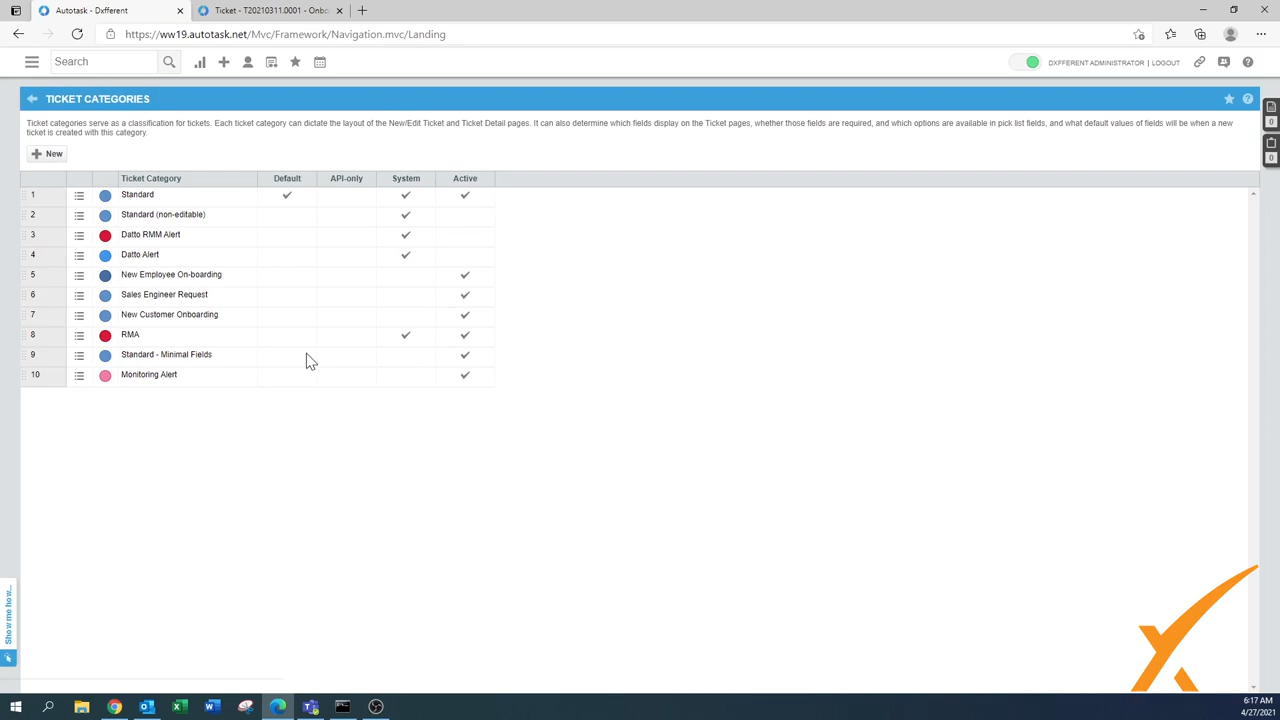 Autotask - Dxfferent
Ticket - T20210311.0001 - Onbo
https://ww19.autotask.net/Mvc/Framework/Navigation.mvc/Landing
Search
DXFFERENT ADMINISTRATOR | LOGOUT
TICKET CATEGORIES
Ticket categories serve as a classification for tickets. Each ticket category can dictate the layout of the New/Edit Ticket and Ticket Detail pages. It can also determine which fields display on the Ticket pages, whether those fields are required, and which options are available in pick list fields, and what default values of fields will be when a new
ticket is created with this category.
New
Ticket Category Default API-only System Active
1 Standard
2 Standard (non-editable)
3 Datto RMM Alert
4 Datto Alert
5 New Employee On-boarding
6 Sales Engineer Request
7 New Customer Onboarding
8 RMA
9 Standard - Minimal Fields
10 Monitoring Alert
0
0
Show me how...
6:17 AM
4/27/2021